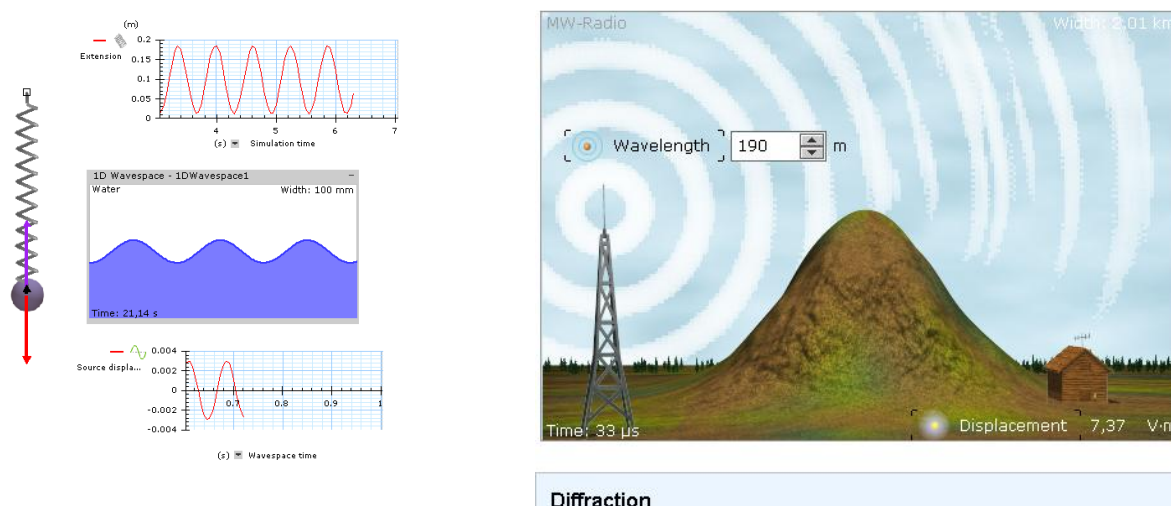 (m)
Extension
0.2
0.15
0.1
0.05
0
4 5 6 7
(s) Simulation time
1D Wavespace - 1DWavespace1
Water Width: 100 mm
Time: 21,14 s
Source displa...
0.004
0.002
0
-0.002
-0.004
0.7 0.8 0.9 1
(s) Wavespace time
MW-Radio Width: 2.01 km
Wavelength 190 m
Time: 33 µs
Displacement 7,37
Diffraction